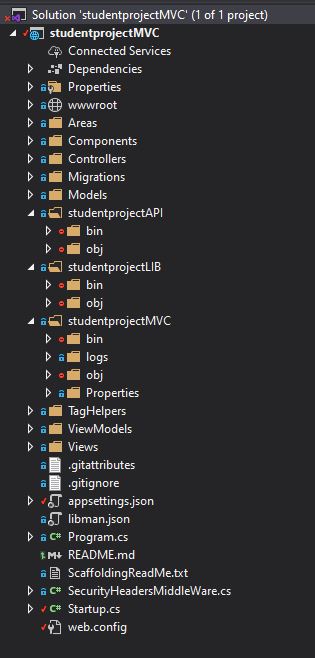 Solution 'studentprojectMVC' (1 of 1 project)
studentprojectMVC
Connected Services
Dependencies
Properties
wwwroot
Areas
Components
Controllers
Migrations
Models
studentprojectAPI
bin
obj
studentprojectLIB
bin
obj
studentprojectMVC
bin
logs
obj
Properties
TagHelpers
ViewModels
Views
.gitattributes
.gitignore
appsettings.json
libman.json
C# Program.cs
M↓ README.md
ScaffoldingReadMe.txt
C# SecurityHeadersMiddleWare.cs
C# Startup.cs
web.config